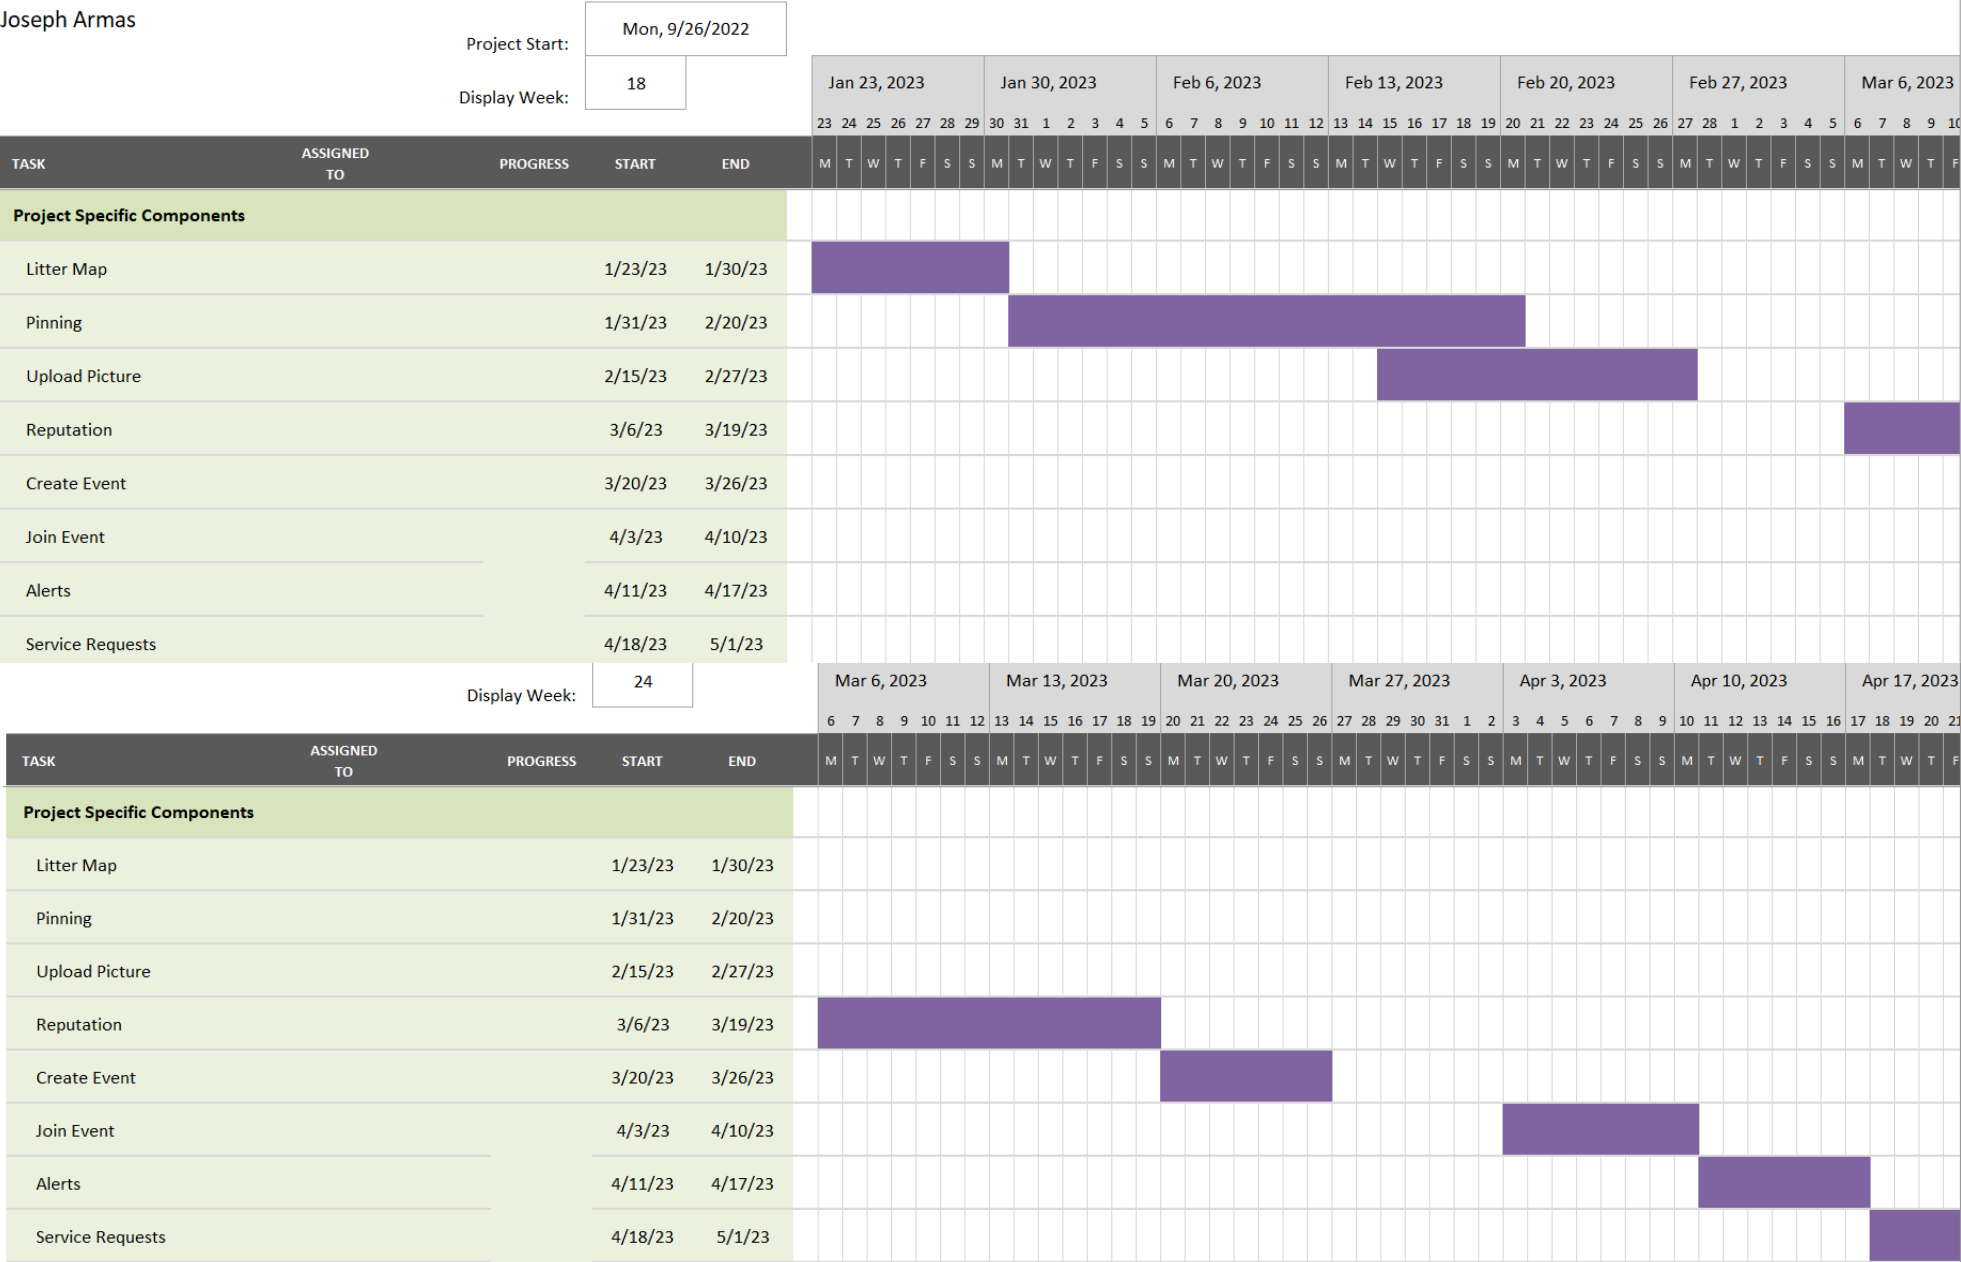 Joseph Armas
Project Start: Mon, 9/26/2022
Display Week: 18
Jan 23, 2023 Jan 30, 2023 Feb 6, 2023 Feb 13, 2023 Feb 20, 2023 Feb 27, 2023 Mar 6, 2023
23 24 25 26 27 28 29 30 31 1 2 3 4 5 6 7 8 9 10 11 12 13 14 15 16 17 18 19 20 21 22 23 24 25 26 27 28 1 2 3 4 5 6 7 8 9 10
TASK ASSIGNED TO PROGRESS START END M T W T F S S M T W T F S S M T W T F S S M T W T F S S M T W T F S S M T W T F S S M T W T F
Project Specific Components
Litter Map 1/23/23 1/30/23
Pinning 1/31/23 2/20/23
Upload Picture 2/15/23 2/27/23
Reputation 3/6/23 3/19/23
Create Event 3/20/23 3/26/23
Join Event 4/3/23 4/10/23
Alerts 4/11/23 4/17/23
Service Requests 4/18/23 5/1/23
Display Week: 24
Mar 6, 2023 Mar 13, 2023 Mar 20, 2023 Mar 27, 2023 Apr 3, 2023 Apr 10, 2023 Apr 17, 2023
6 7 8 9 10 11 12 13 14 15 16 17 18 19 20 21 22 23 24 25 26 27 28 29 30 31 1 2 3 4 5 6 7 8 9 10 11 12 13 14 15 16 17 18 19 20 21
TASK ASSIGNED TO PROGRESS START END M T W T F S S M T W T F S S M T W T F S S M T W T F S S M T W T F S S M T W T F S S M T W T F
Project Specific Components
Litter Map 1/23/23 1/30/23
Pinning 1/31/23 2/20/23
Upload Picture 2/15/23 2/27/23
Reputation 3/6/23 3/19/23
Create Event 3/20/23 3/26/23
Join Event 4/3/23 4/10/23
Alerts 4/11/23 4/17/23
Service Requests 4/18/23 5/1/23